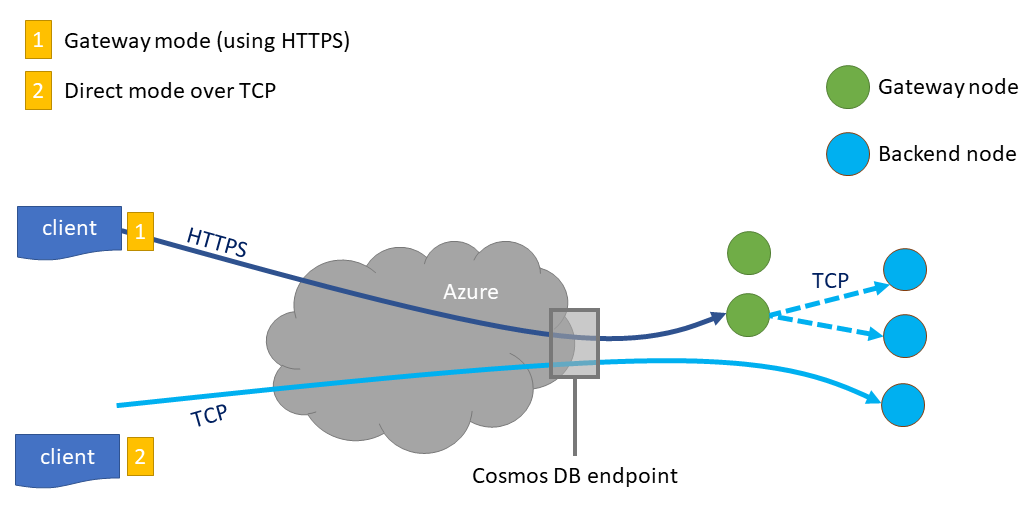 1 Gateway mode (using HTTPS)
2 Direct mode over TCP
Gateway node
Backend node
client 1
HTTPS
Azure
TCP
TCP
client 2
Cosmos DB endpoint